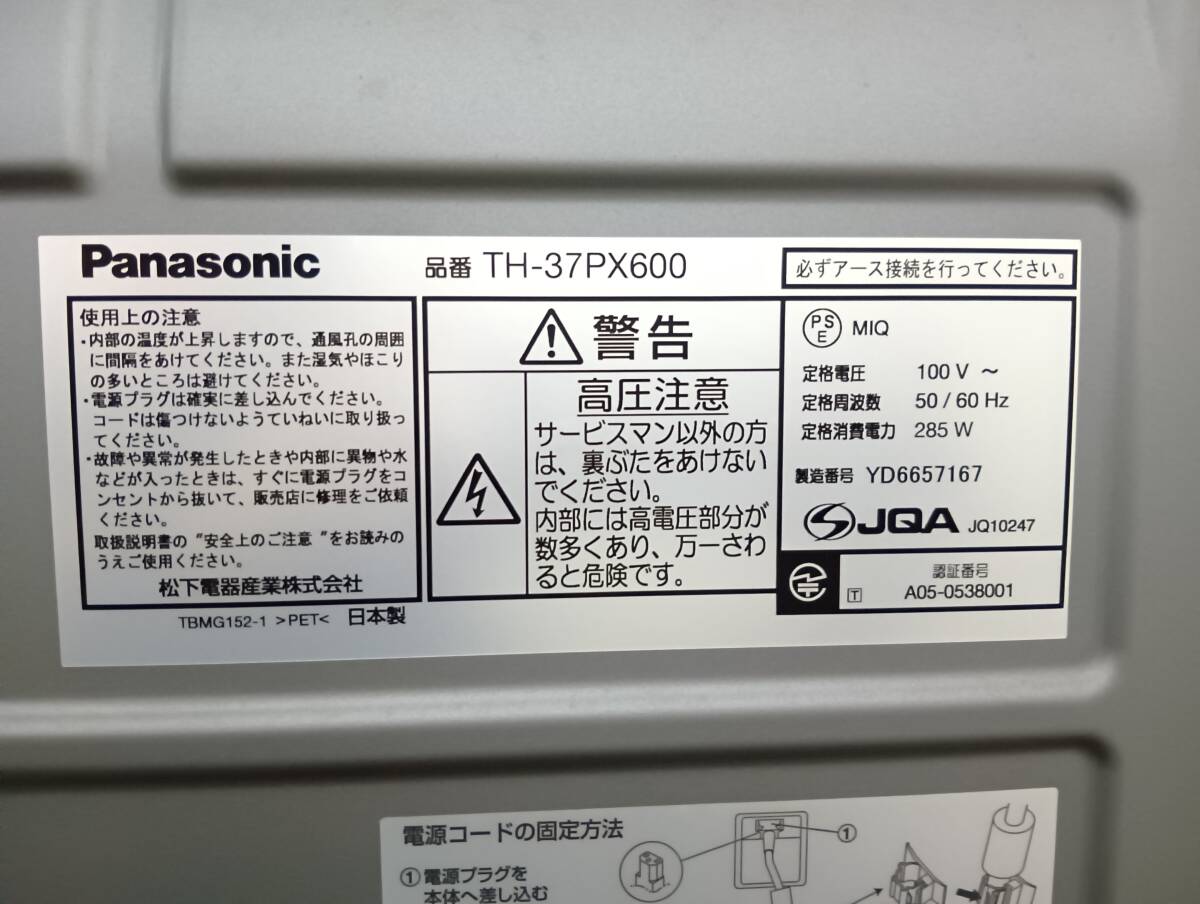 Panasonic
品番 TH-37PX600
必ずアース接続を行ってください。
使用上の注意
・内部の温度が上昇しますので、通風孔の周囲
に間隔をあけてください。また湿気やほこり
の多いところは避けてください。
・電源プラグは確実に差し込んでください。
コードは傷つけないようていねいに取り扱っ
てください。
・故障や異常が発生したときや内部に異物や水
などが入ったときは、すぐに電源プラグをコ
ンセントから抜いて、販売店に修理をご依頼
ください。
取扱説明書の "安全上のご注意 "をお読みの
うえご使用ください。
松下電器産業株式会社
TBMG152-1 >PET< 日本製
警告
高圧注意
サービスマン以外の方
は、裏ぶたをあけない
でください。
内部には高電圧部分が
数多くあり、万一さわ
ると危険です。
PSE MIQ
定格電圧 100 V ～
定格周波数 50 / 60 Hz
定格消費電力 285 W
製造番号 YD6657167
JQA JQ10247
認証番号
T A05-0538001
電源コードの固定方法
①電源プラグを
本体へ差し込む
①